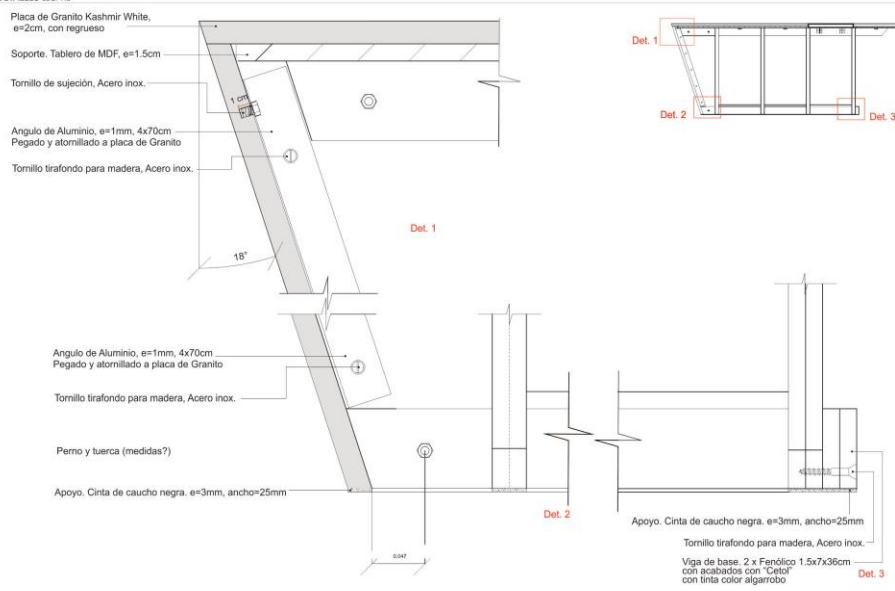 Placa de Granito Kashmir White,
e=2cm, con regrueso
Soporte. Tablero de MDF, e=1.5cm
Tornillo de sujeción, Acero inox.
1 cm
Angulo de Aluminio, e=1mm, 4x70cm
Pegado y atornillado a placa de Granito
Tornillo tirafondo para madera, Acero inox.
18°
Det. 1
Det. 1
Det. 2
Det. 3
Angulo de Aluminio, e=1mm, 4x70cm
Pegado y atornillado a placa de Granito
Tornillo tirafondo para madera, Acero inox.
Perno y tuerca (medidas?)
Apoyo. Cinta de caucho negra. e=3mm, ancho=25mm
0,047
Det. 2
Apoyo. Cinta de caucho negra. e=3mm, ancho=25mm
Tornillo tirafondo para madera, Acero inox.
Viga de base. 2 x Fenólico 1.5x7x36cm
con acabados con "Cetol"
con tinta color algarrobo
Det. 3